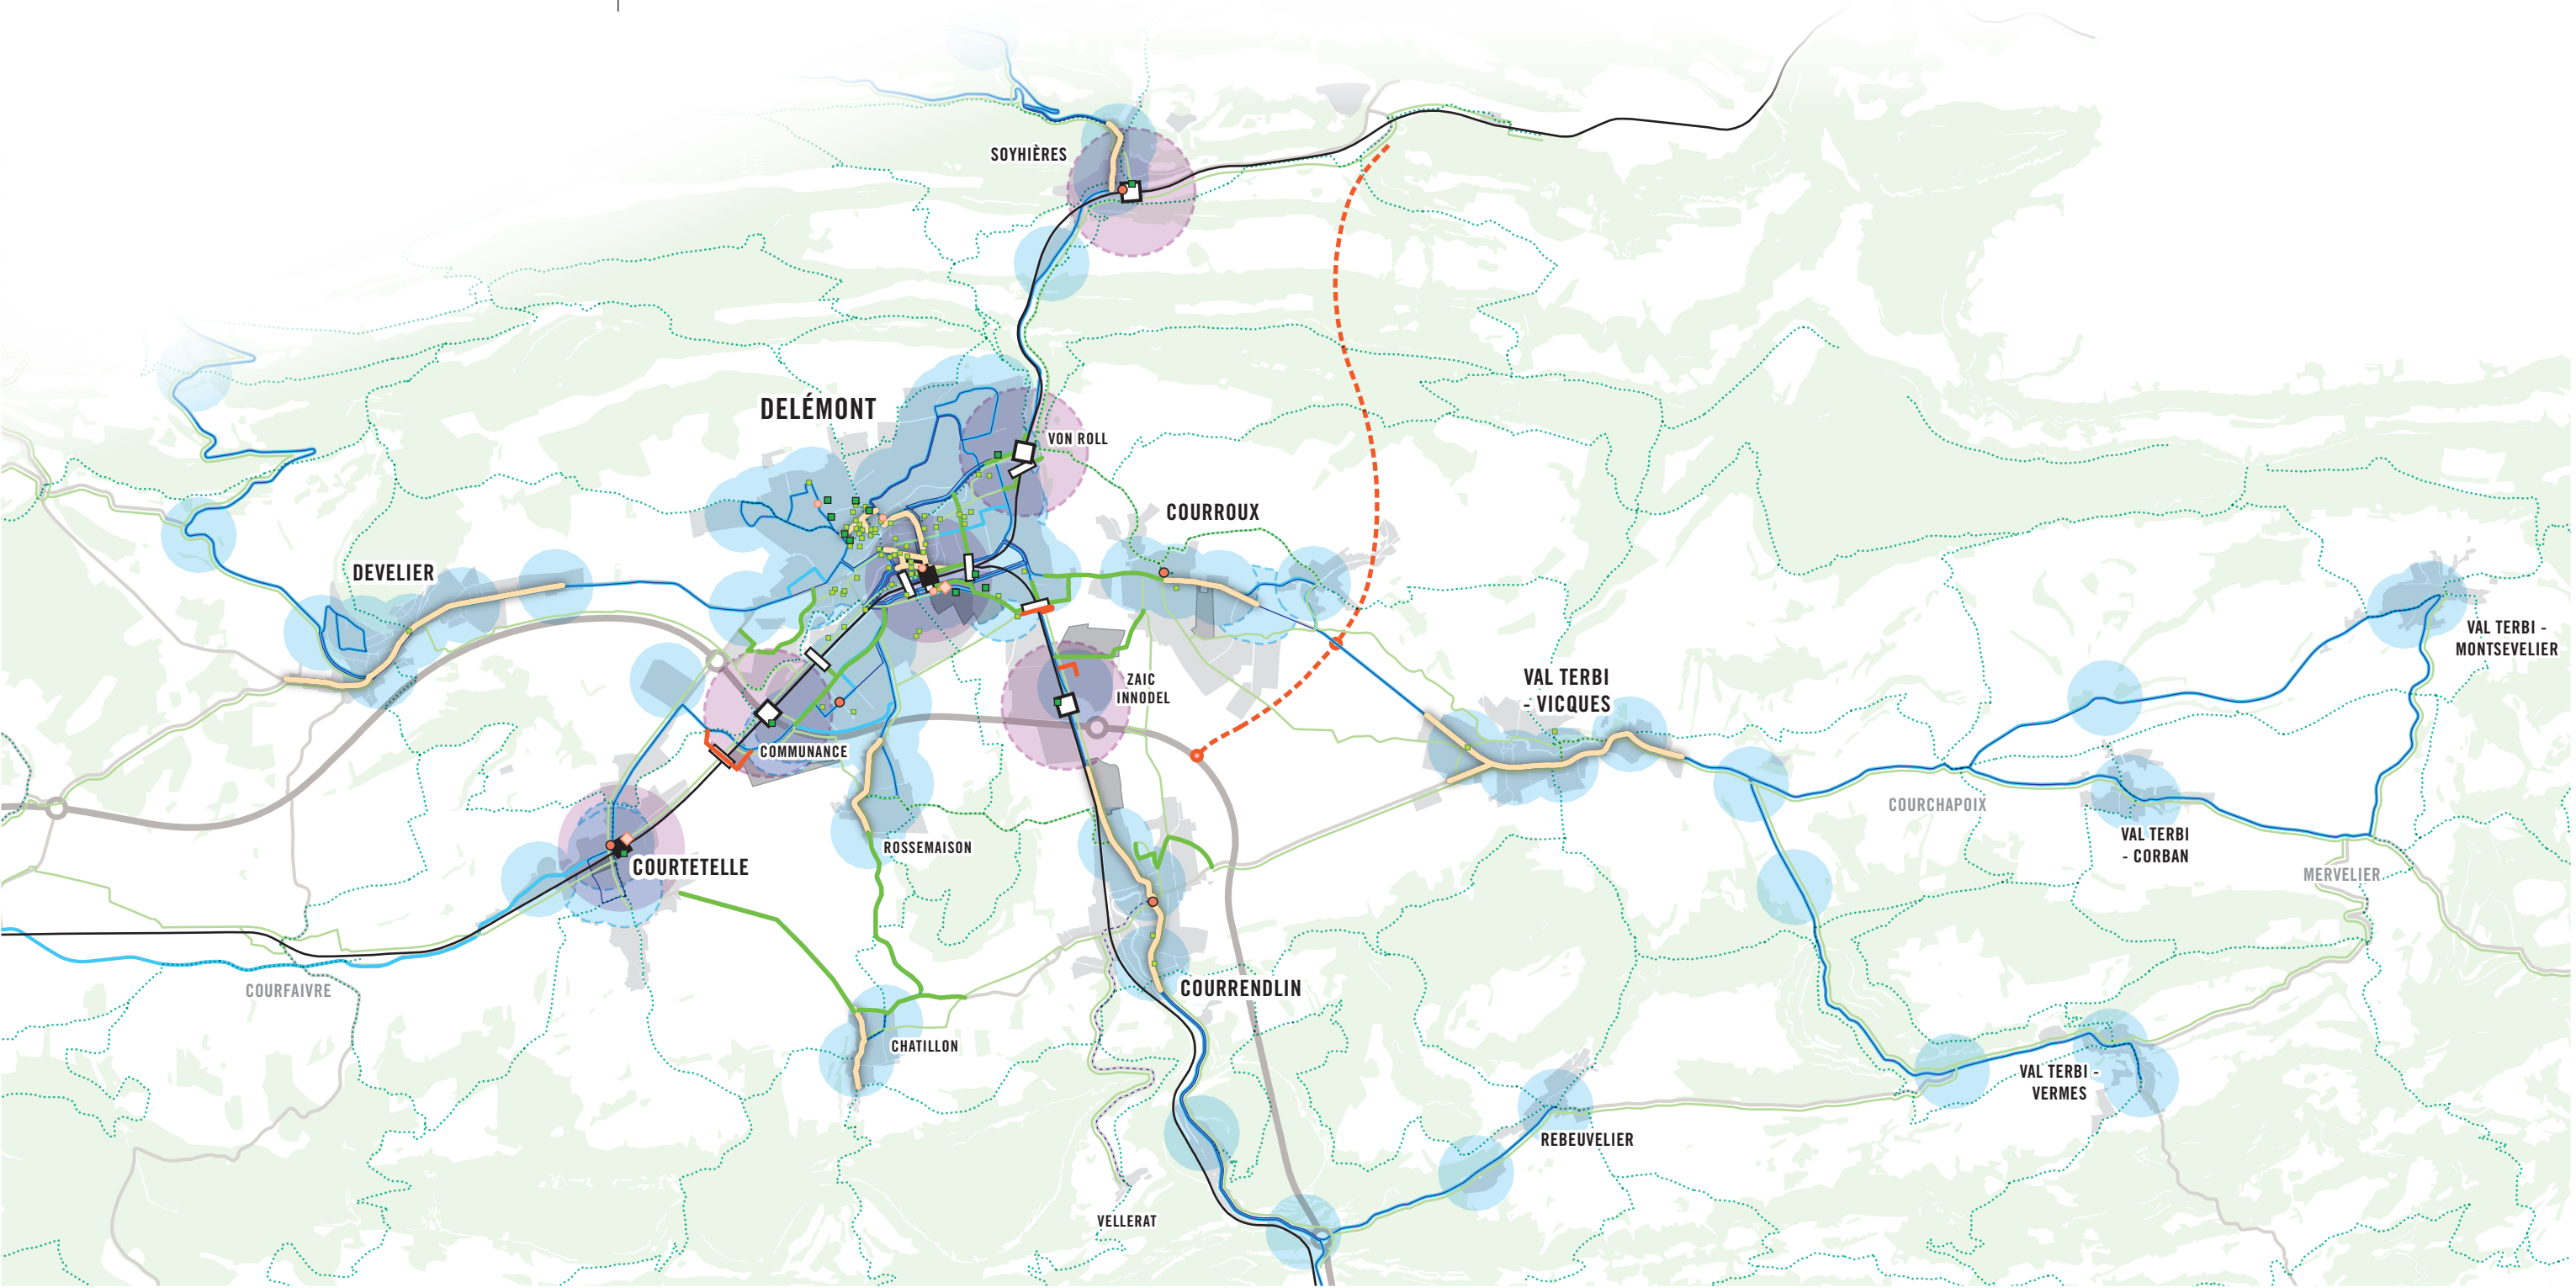 SOYHIÈRES
DELÉMONT
VON ROLL
COURROUX
DEVELIER
VAL TERBI -
MONTSEVELIER
ZAIC
INNODEL
VAL TERBI
- VICQUES
COMMUNANCE
COURCHAPOIX
VAL TERBI
- CORBAN
ROSSEMAISON
COURTETELLE
MERVELIER
COURFAIVRE
COURRENDLIN
CHATILLON
VAL TERBI -
VERMES
REBEUVELIER
VELLERAT